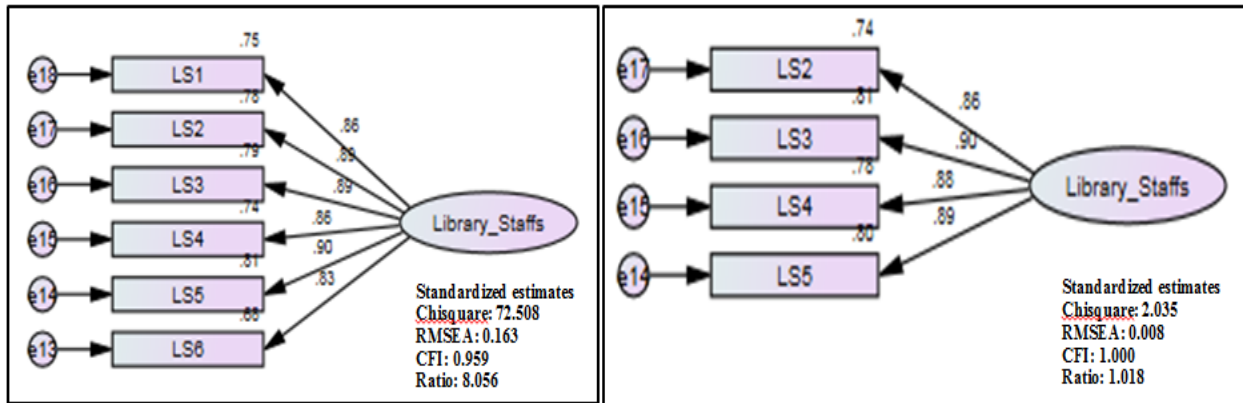 .75
e18
LS1
.86
.78
e17
LS2
.89
.79
e16
LS3
.89
.74
e15
LS4
.86
.81
e14
LS5
.90
.68
e13
LS6
.83
Library_Staffs
Standardized estimates
Chisquare: 72.508
RMSEA: 0.163
CFI: 0.959
Ratio: 8.056
.74
e17
LS2
.86
.81
e16
LS3
.90
.78
e15
LS4
.88
.80
e14
LS5
.89
Library_Staffs
Standardized estimates
Chisquare: 2.035
RMSEA: 0.008
CFI: 1.000
Ratio: 1.018